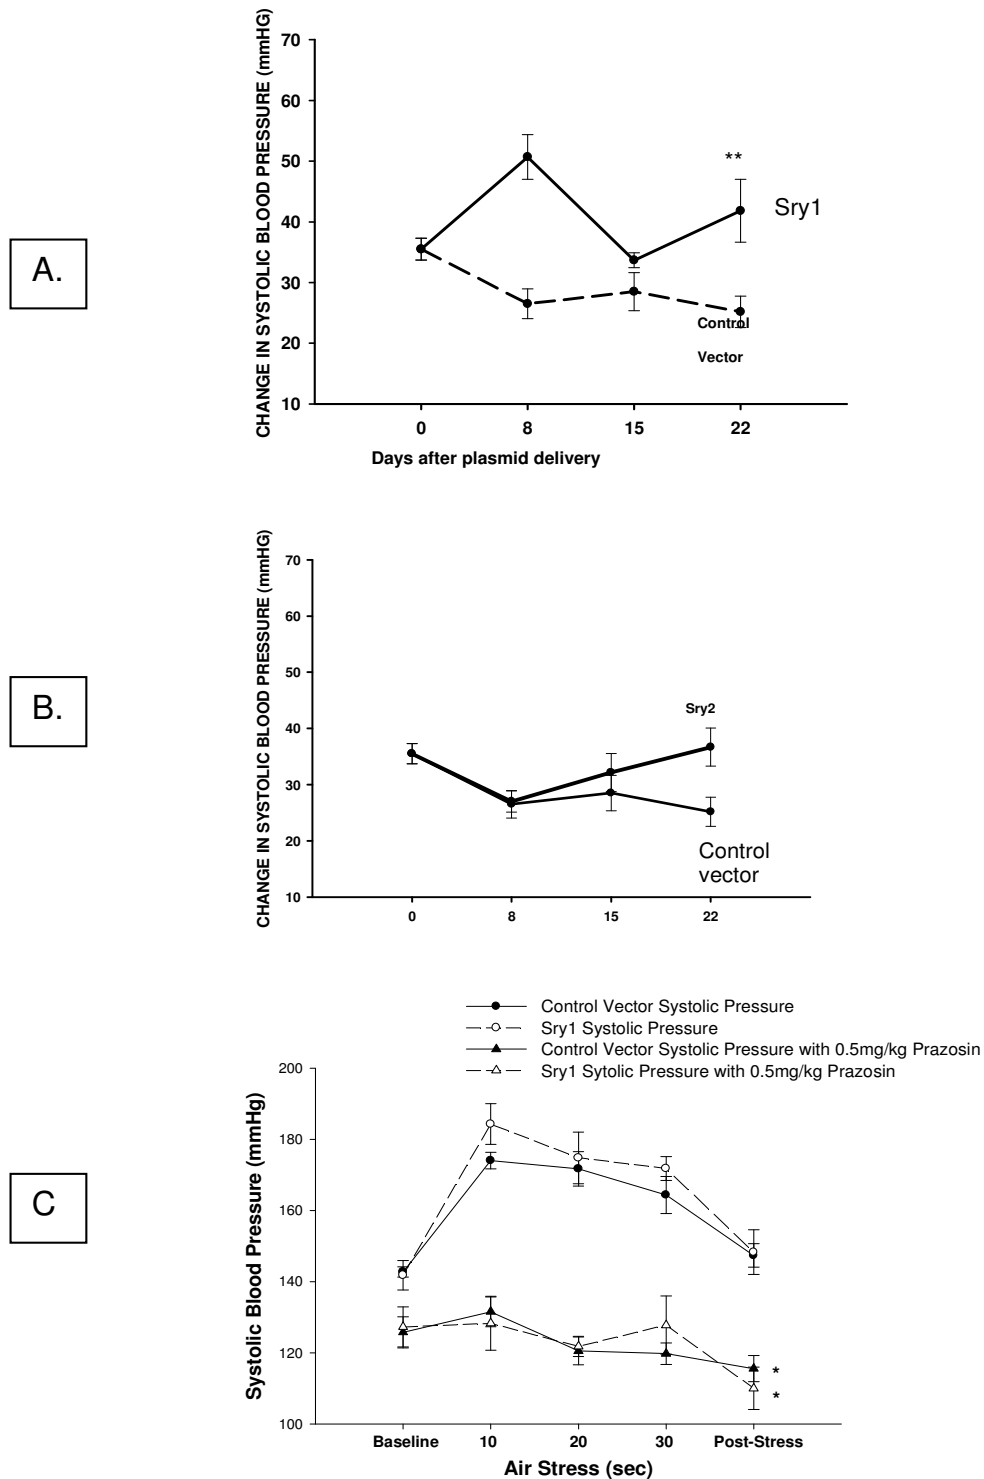 A.
CHANGE IN SYSTOLIC BLOOD PRESSURE (mmHG)
70
60
50
40
30
20
10
**
Sry1
Control
Vector
0 8 15 22
Days after plasmid delivery
B.
CHANGE IN SYSTOLIC BLOOD PRESSURE (mmHG)
70
60
50
40
30
20
10
Sry2
Control
vector
0 8 15 22
C
Control Vector Systolic Pressure
Sry1 Systolic Pressure
Control Vector Systolic Pressure with 0.5mg/kg Prazosin
Sry1 Sytolic Pressure with 0.5mg/kg Prazosin
Systolic Blood Pressure (mmHg)
200
180
160
140
120
100
*
*
Baseline 10 20 30 Post-Stress
Air Stress (sec)